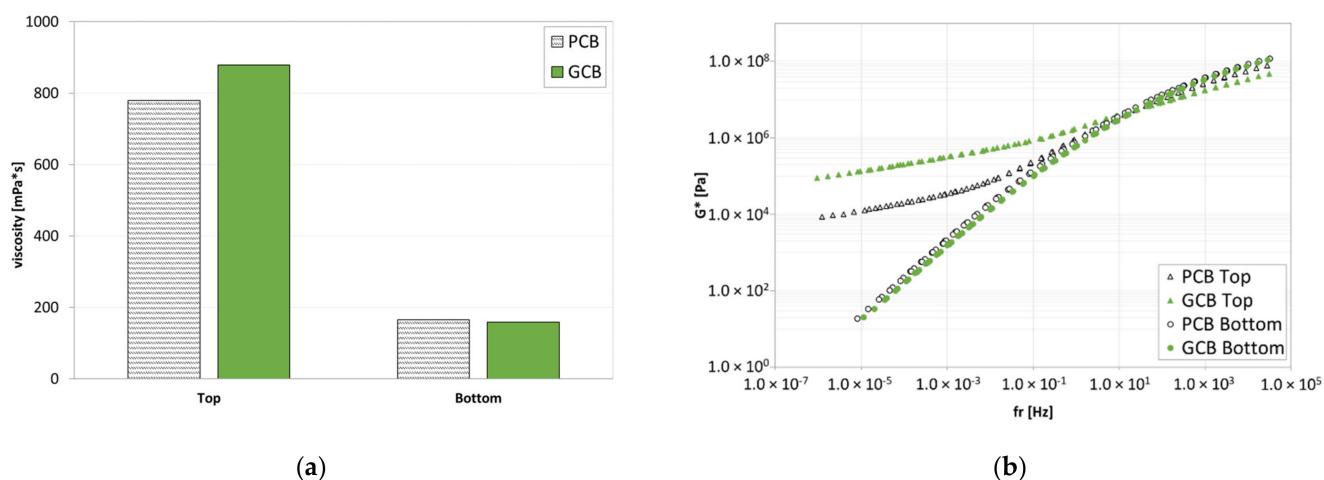 1000
800
600
400
200
0
viscosity [mPa*s]
PCB
GCB
Top
Bottom
(a)
1.0 × 10⁸
1.0 × 10⁶
1.0 × 10⁴
1.0 × 10²
1.0 × 10⁰
G* [Pa]
PCB Top
GCB Top
PCB Bottom
GCB Bottom
1.0 × 10⁻⁷
1.0 × 10⁻⁵
1.0 × 10⁻³
1.0 × 10⁻¹
1.0 × 10¹
1.0 × 10³
1.0 × 10⁵
fr [Hz]
(b)